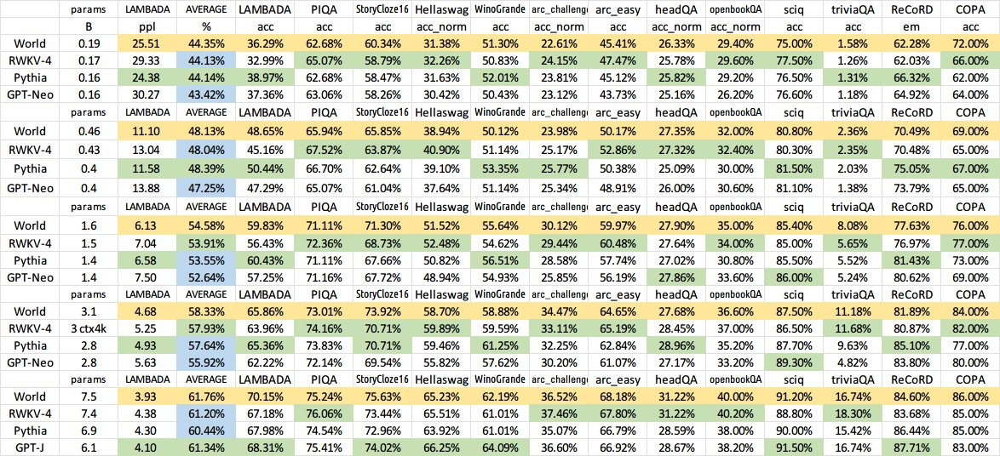 params LAMBADA AVERAGE LAMBADA PIQA StoryCloze16 Hellaswag WinoGrande arc_challenge arc_easy headQA openbookQA sciq triviaQA ReCoRD COPA
B ppl % acc acc acc acc_norm acc acc_norm acc acc_norm acc_norm acc acc em acc
World 0.19 25.51 44.35% 36.29% 62.68% 60.34% 31.38% 51.30% 22.61% 45.41% 26.33% 29.40% 75.00% 1.58% 62.28% 72.00%
RWKV-4 0.17 29.33 44.13% 32.99% 65.07% 58.79% 32.26% 50.83% 24.15% 47.47% 25.78% 29.60% 77.50% 1.26% 62.03% 66.00%
Pythia 0.16 24.38 44.14% 38.97% 62.68% 58.47% 31.63% 52.01% 23.81% 45.12% 25.82% 29.20% 76.50% 1.31% 66.32% 62.00%
GPT-Neo 0.16 30.27 43.42% 37.36% 63.06% 58.26% 30.42% 50.43% 23.12% 43.73% 25.16% 26.20% 76.60% 1.18% 64.92% 64.00%
params LAMBADA AVERAGE LAMBADA PIQA StoryCloze16 Hellaswag WinoGrande arc_challenge arc_easy headQA openbookQA sciq triviaQA ReCoRD COPA
World 0.46 11.10 48.13% 48.65% 65.94% 65.85% 38.94% 50.12% 23.98% 50.17% 27.35% 32.00% 80.80% 2.36% 70.49% 69.00%
RWKV-4 0.43 13.04 48.04% 45.16% 67.52% 63.87% 40.90% 51.14% 25.17% 52.86% 27.32% 32.40% 80.30% 2.35% 70.48% 65.00%
Pythia 0.4 11.58 48.39% 50.44% 66.70% 62.64% 39.10% 53.35% 25.77% 50.38% 25.09% 30.00% 81.50% 2.03% 75.05% 67.00%
GPT-Neo 0.4 13.88 47.25% 47.29% 65.07% 61.04% 37.64% 51.14% 25.34% 48.91% 26.00% 30.60% 81.10% 1.38% 73.79% 65.00%
params LAMBADA AVERAGE LAMBADA PIQA StoryCloze16 Hellaswag WinoGrande arc_challenge arc_easy headQA openbookQA sciq triviaQA ReCoRD COPA
World 1.6 6.13 54.58% 59.83% 71.11% 71.30% 51.52% 55.64% 30.12% 59.97% 27.90% 35.00% 85.40% 8.08% 77.63% 76.00%
RWKV-4 1.5 7.04 53.91% 56.43% 72.36% 68.73% 52.48% 54.62% 29.44% 60.48% 27.64% 34.00% 85.00% 5.65% 76.97% 77.00%
Pythia 1.4 6.58 53.55% 60.43% 71.11% 67.66% 50.82% 56.51% 28.58% 57.74% 27.02% 30.80% 85.50% 5.52% 81.43% 73.00%
GPT-Neo 1.4 7.50 52.64% 57.25% 71.16% 67.72% 48.94% 54.93% 25.85% 56.19% 27.86% 33.60% 86.00% 5.24% 80.62% 69.00%
params LAMBADA AVERAGE LAMBADA PIQA StoryCloze16 Hellaswag WinoGrande arc_challenge arc_easy headQA openbookQA sciq triviaQA ReCoRD COPA
World 3.1 4.68 58.33% 65.86% 73.01% 73.92% 58.70% 58.88% 34.47% 64.65% 27.68% 36.60% 87.50% 11.18% 81.89% 84.00%
RWKV-4 3 ctx4k 5.25 57.93% 63.96% 74.16% 70.71% 59.89% 59.59% 33.11% 65.19% 28.45% 37.00% 86.50% 11.68% 80.87% 82.00%
Pythia 2.8 4.93 57.64% 65.36% 73.83% 70.71% 59.46% 61.25% 32.25% 62.84% 28.96% 35.20% 87.70% 9.63% 85.10% 77.00%
GPT-Neo 2.8 5.63 55.92% 62.22% 72.14% 69.54% 55.82% 57.62% 30.20% 61.07% 27.17% 33.20% 89.30% 4.82% 83.80% 80.00%
params LAMBADA AVERAGE LAMBADA PIQA StoryCloze16 Hellaswag WinoGrande arc_challenge arc_easy headQA openbookQA sciq triviaQA ReCoRD COPA
World 7.5 3.93 61.76% 70.15% 75.24% 75.63% 65.23% 62.19% 36.52% 68.18% 31.22% 40.00% 91.20% 16.74% 84.60% 86.00%
RWKV-4 7.4 4.38 61.20% 67.18% 76.06% 73.44% 65.51% 61.01% 37.46% 67.80% 31.22% 40.20% 88.80% 18.30% 83.68% 85.00%
Pythia 6.9 4.30 60.44% 67.98% 74.54% 72.96% 63.92% 61.01% 35.07% 66.79% 28.59% 38.00% 90.00% 15.42% 86.44% 85.00%
GPT-J 6.1 4.10 61.34% 68.31% 75.41% 74.02% 66.25% 64.09% 36.60% 66.92% 28.67% 38.20% 91.50% 16.74% 87.71% 83.00%